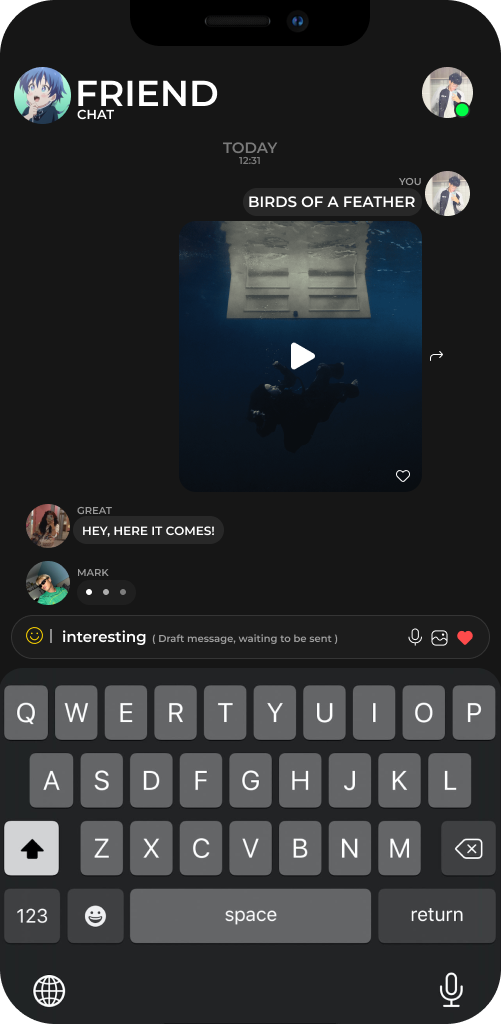 FRIEND
CHAT
TODAY
12:31
YOU
BIRDS OF A FEATHER
GREAT
HEY, HERE IT COMES!
MARK
interesting ( Draft message, waiting to be sent )
Q W E R T Y U I O P
A S D F G H J K L
Z X C V B N M
123 space return